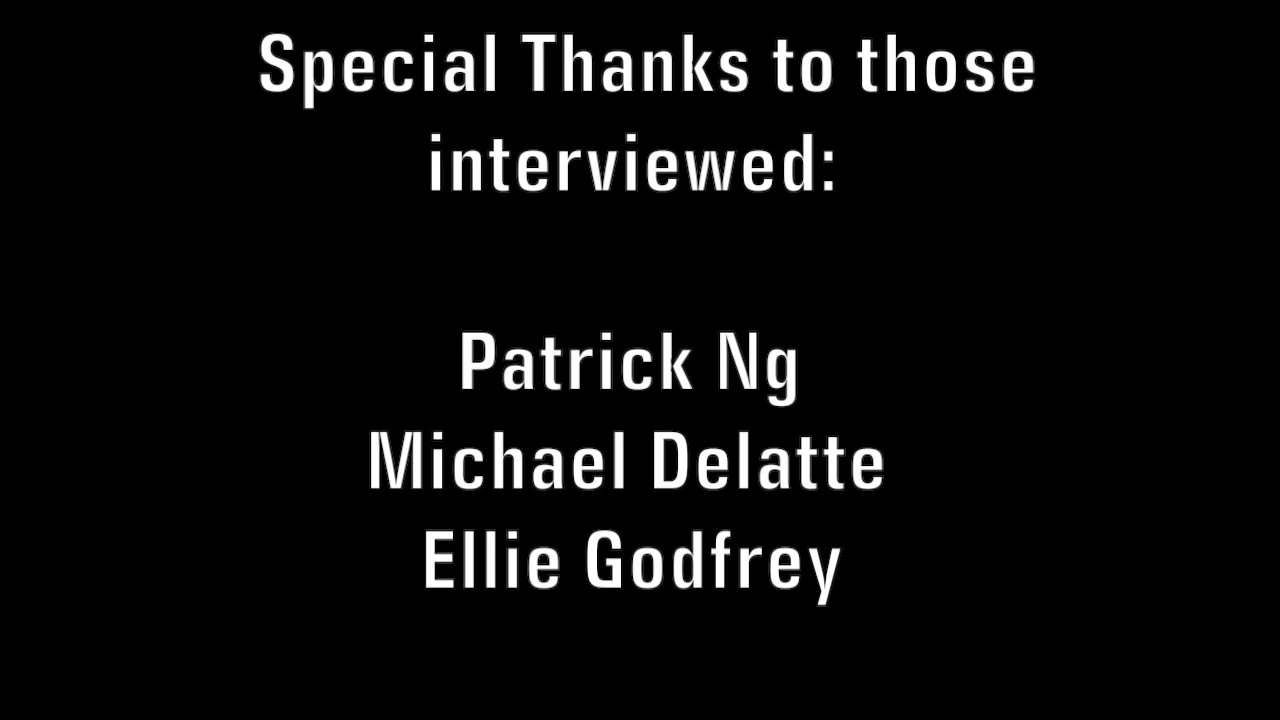 Special Thanks to those
interviewed:
Patrick Ng
Michael Delatte
Ellie Godfrey